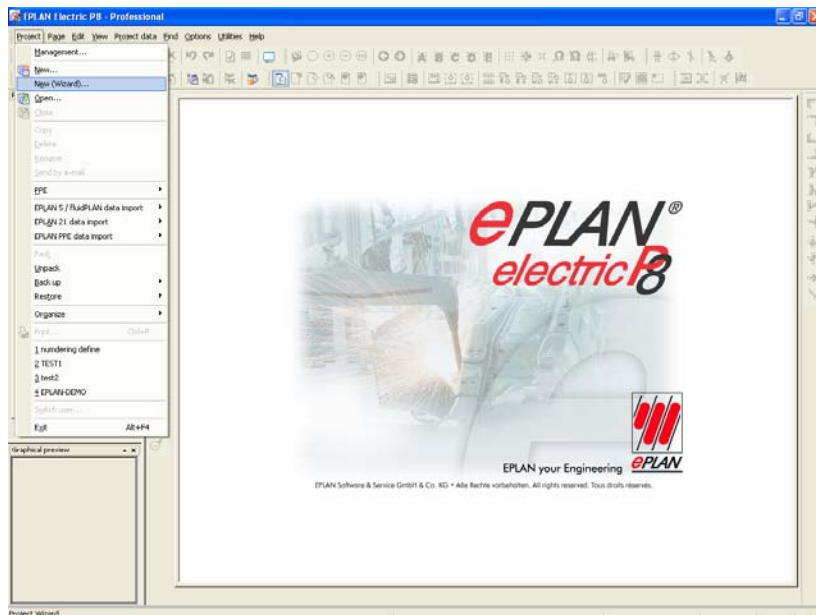 EPLAN Electric P8 - Professional
Project Page Edit View Project data Find Options Utilities Help
Management...
New...
New (Wizard)...
Open...
Close
Copy
Delete
Rename
Send by e-mail
PPE
EPLAN 5 / fluidPLAN data import
EPLAN 21 data import
EPLAN PPE data import
Pack
Unpack
Back up
Restore
Organize
Print... Ctrl+P
1 numdering define
2 TEST1
3 test2
4 EPLAN-DEMO
Switch user...
Exit Alt+F4
Graphical preview
ePLAN®
electric P8
EPLAN your Engineering
ePLAN
EPLAN Software & Service GmbH & Co. KG • Alle Rechte vorbehalten. All rights reserved. Tous droits réservés.
Project Wizard